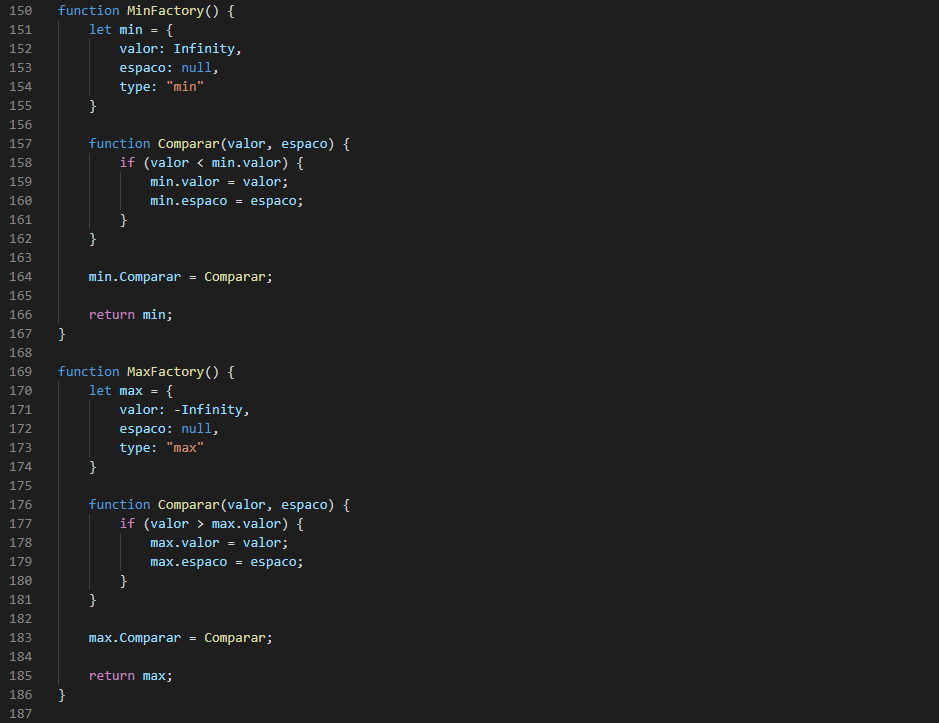 150 function MinFactory() {
151     let min = {
152         valor: Infinity,
153         espaco: null,
154         type: "min"
155     }
156
157     function Comparar(valor, espaco) {
158         if (valor < min.valor) {
159             min.valor = valor;
160             min.espaco = espaco;
161         }
162     }
163
164     min.Comparar = Comparar;
165
166     return min;
167 }
168
169 function MaxFactory() {
170     let max = {
171         valor: -Infinity,
172         espaco: null,
173         type: "max"
174     }
175
176     function Comparar(valor, espaco) {
177         if (valor > max.valor) {
178             max.valor = valor;
179             max.espaco = espaco;
180         }
181     }
182
183     max.Comparar = Comparar;
184
185     return max;
186 }
187